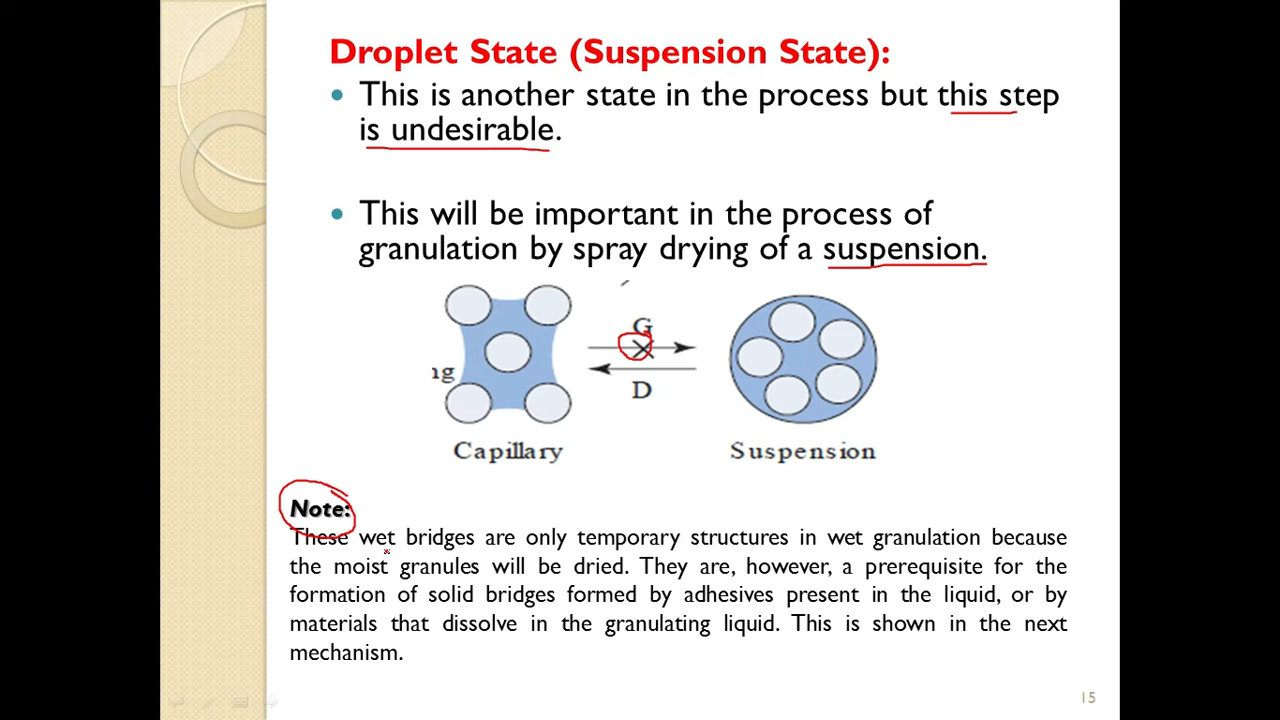 Droplet State (Suspension State):
• This is another state in the process but this step
is undesirable.
• This will be important in the process of
granulation by spray drying of a suspension.
G
ng
D
Capillary
Suspension
Note:
These wet bridges are only temporary structures in wet granulation because
the moist granules will be dried. They are, however, a prerequisite for the
formation of solid bridges formed by adhesives present in the liquid, or by
materials that dissolve in the granulating liquid. This is shown in the next
mechanism.
15